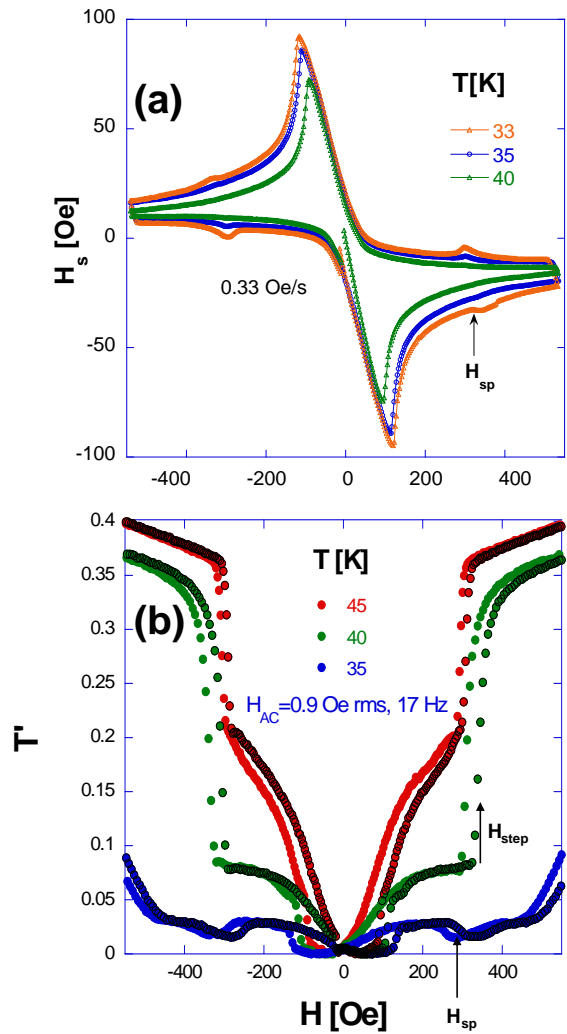 (a)
T[K]
33
35
40
100
50
0
-50
-100
H_s [Oe]
0.33 Oe/s
H_sp
-400
-200
0
200
400
(b)
T [K]
45
40
35
H_AC=0.9 Oe rms, 17 Hz
0.4
0.35
0.3
0.25
0.2
0.15
0.1
0.05
0
T'
H_step
H_sp
-400
-200
0
200
400
H [Oe]